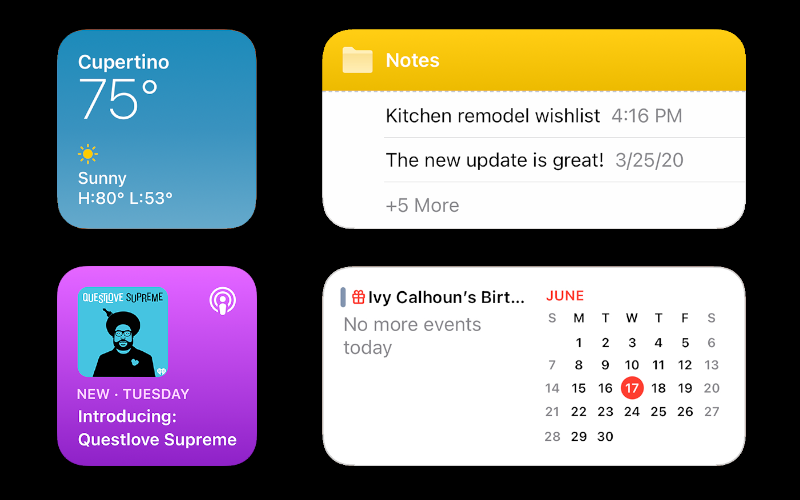 Cupertino
75°
Sunny
H:80° L:53°
Notes
Kitchen remodel wishlist 4:16 PM
The new update is great! 3/25/20
+5 More
QUESTLOVE SUPREME
NEW · TUESDAY
Introducing:
Questlove Supreme
Ivy Calhoun’s Birt...
No more events
today
JUNE
S M T W T F S
1 2 3 4 5 6
7 8 9 10 11 12 13
14 15 16 17 18 19 20
21 22 23 24 25 26 27
28 29 30